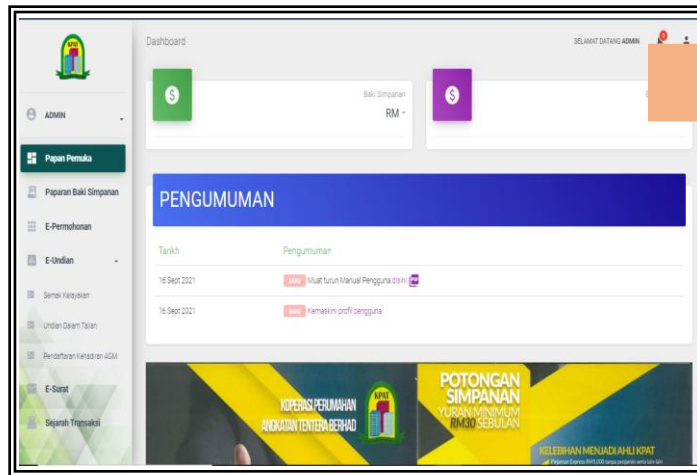 KPAT
Dashboard
SELAMAT DATANG ADMIN
ADMIN
Papan Pemuka
Paparan Baki Simpanan
E-Permohonan
E-Undian
Semak Kelayakan
Undian Dalam Talian
Pendaftaran Kehadiran AGM
E-Surat
Sejarah Transaksi
$
Baki Simpanan
RM -
$
PENGUMUMAN
Tarikh
Pengumuman
16 Sept 2021
BARU Muat turun Manual Pengguna disini
16 Sept 2021
BARU Kemaskini profil pengguna
KOPERASI PERUMAHAN
ANGKATAN TENTERA BERHAD
KPAT
POTONGAN
SIMPANAN
YURAN MINIMUM
RM30 SEBULAN
KELEBIHAN MENJADI AHLI KPAT